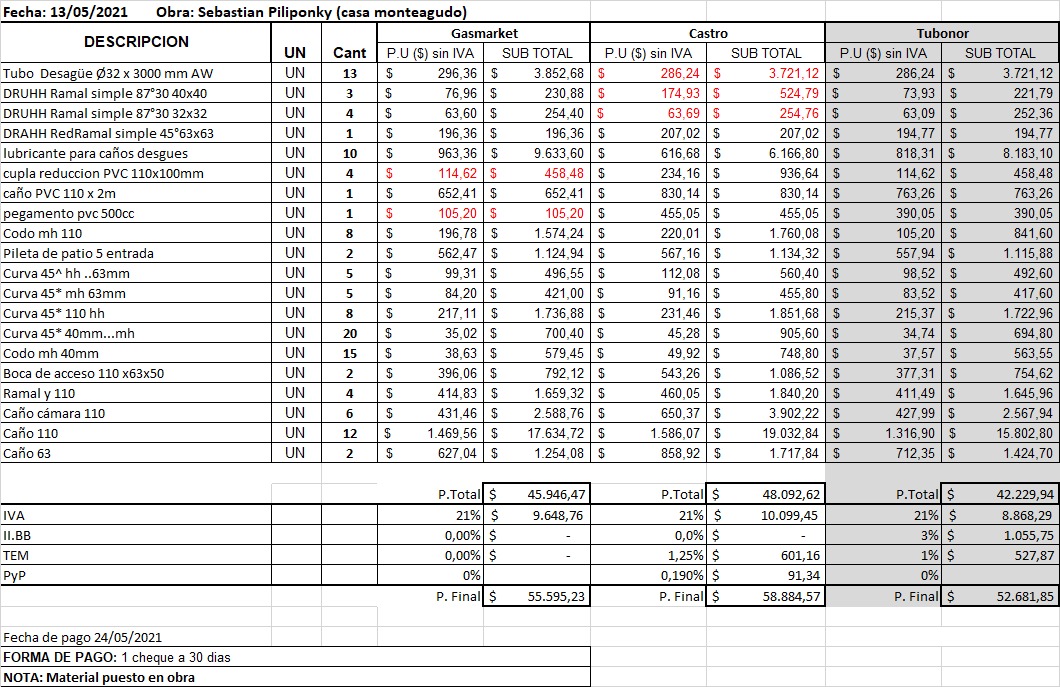 Fecha: 13/05/2021 Obra: Sebastian Piliponky (casa monteagudo)
DESCRIPCION UN Cant Gasmarket Castro Tubonor
P.U ($) sin IVA SUB TOTAL P.U ($) sin IVA SUB TOTAL P.U ($) sin IVA SUB TOTAL
Tubo Desagüe Ø32 x 3000 mm AW UN 13 $ 296,36 $ 3.852,68 $ 286,24 $ 3.721,12 $ 286,24 $ 3.721,12
DRUHH Ramal simple 87°30 40x40 UN 3 $ 76,96 $ 230,88 $ 174,93 $ 524,79 $ 73,93 $ 221,79
DRUHH Ramal simple 87°30 32x32 UN 4 $ 63,60 $ 254,40 $ 63,69 $ 254,76 $ 63,09 $ 252,36
DRAHH RedRamal simple 45°63x63 UN 1 $ 196,36 $ 196,36 $ 207,02 $ 207,02 $ 194,77 $ 194,77
lubricante para caños desgues UN 10 $ 963,36 $ 9.633,60 $ 616,68 $ 6.166,80 $ 818,31 $ 8.183,10
cupla reduccion PVC 110x100mm UN 4 $ 114,62 $ 458,48 $ 234,16 $ 936,64 $ 114,62 $ 458,48
caño PVC 110 x 2m UN 1 $ 652,41 $ 652,41 $ 830,14 $ 830,14 $ 763,26 $ 763,26
pegamento pvc 500cc UN 1 $ 105,20 $ 105,20 $ 455,05 $ 455,05 $ 390,05 $ 390,05
Codo mh 110 UN 8 $ 196,78 $ 1.574,24 $ 220,01 $ 1.760,08 $ 105,20 $ 841,60
Pileta de patio 5 entrada UN 2 $ 562,47 $ 1.124,94 $ 567,16 $ 1.134,32 $ 557,94 $ 1.115,88
Curva 45^ hh ..63mm UN 5 $ 99,31 $ 496,55 $ 112,08 $ 560,40 $ 98,52 $ 492,60
Curva 45* mh 63mm UN 5 $ 84,20 $ 421,00 $ 91,16 $ 455,80 $ 83,52 $ 417,60
Curva 45* 110 hh UN 8 $ 217,11 $ 1.736,88 $ 231,46 $ 1.851,68 $ 215,37 $ 1.722,96
Curva 45* 40mm...mh UN 20 $ 35,02 $ 700,40 $ 45,28 $ 905,60 $ 34,74 $ 694,80
Codo mh 40mm UN 15 $ 38,63 $ 579,45 $ 49,92 $ 748,80 $ 37,57 $ 563,55
Boca de acceso 110 x63x50 UN 2 $ 396,06 $ 792,12 $ 543,26 $ 1.086,52 $ 377,31 $ 754,62
Ramal y 110 UN 4 $ 414,83 $ 1.659,32 $ 460,05 $ 1.840,20 $ 411,49 $ 1.645,96
Caño cámara 110 UN 6 $ 431,46 $ 2.588,76 $ 650,37 $ 3.902,22 $ 427,99 $ 2.567,94
Caño 110 UN 12 $ 1.469,56 $ 17.634,72 $ 1.586,07 $ 19.032,84 $ 1.316,90 $ 15.802,80
Caño 63 UN 2 $ 627,04 $ 1.254,08 $ 858,92 $ 1.717,84 $ 712,35 $ 1.424,70
P.Total $ 45.946,47 P.Total $ 48.092,62 P.Total $ 42.229,94
IVA 21% $ 9.648,76 21% $ 10.099,45 21% $ 8.868,29
II.BB 0,00% $ - 0,0% $ - 3% $ 1.055,75
TEM 0,00% $ - 1,25% $ 601,16 1% $ 527,87
PyP 0% 0,190% $ 91,34 0%
P. Final $ 55.595,23 P. Final $ 58.884,57 P. Final $ 52.681,85
Fecha de pago 24/05/2021
FORMA DE PAGO: 1 cheque a 30 dias
NOTA: Material puesto en obra